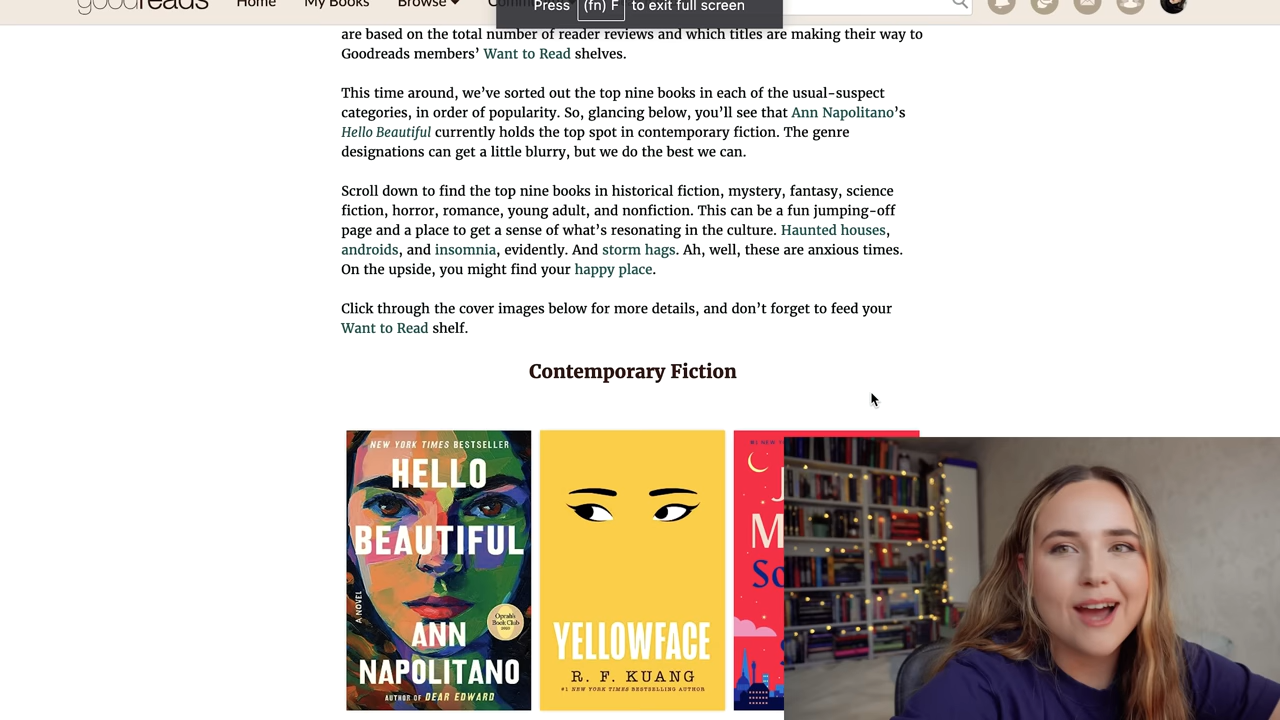 goodreads
Home My Books Browse
Press (fn) F to exit full screen
are based on the total number of reader reviews and which titles are making their way to
Goodreads members’ Want to Read shelves.
This time around, we’ve sorted out the top nine books in each of the usual-suspect
categories, in order of popularity. So, glancing below, you’ll see that Ann Napolitano’s
Hello Beautiful currently holds the top spot in contemporary fiction. The genre
designations can get a little blurry, but we do the best we can.
Scroll down to find the top nine books in historical fiction, mystery, fantasy, science
fiction, horror, romance, young adult, and nonfiction. This can be a fun jumping-off
page and a place to get a sense of what’s resonating in the culture. Haunted houses,
androids, and insomnia, evidently. And storm hags. Ah, well, these are anxious times.
On the upside, you might find your happy place.
Click through the cover images below for more details, and don’t forget to feed your
Want to Read shelf.
Contemporary Fiction
NEW YORK TIMES BESTSELLER
HELLO
BEAUTIFUL
A NOVEL
Oprah's
Book Club
2023
ANN
NAPOLITANO
AUTHOR OF DEAR EDWARD
YELLOWFACE
R. F. KUANG
#1 NEW YORK TIMES BESTSELLING AUTHOR